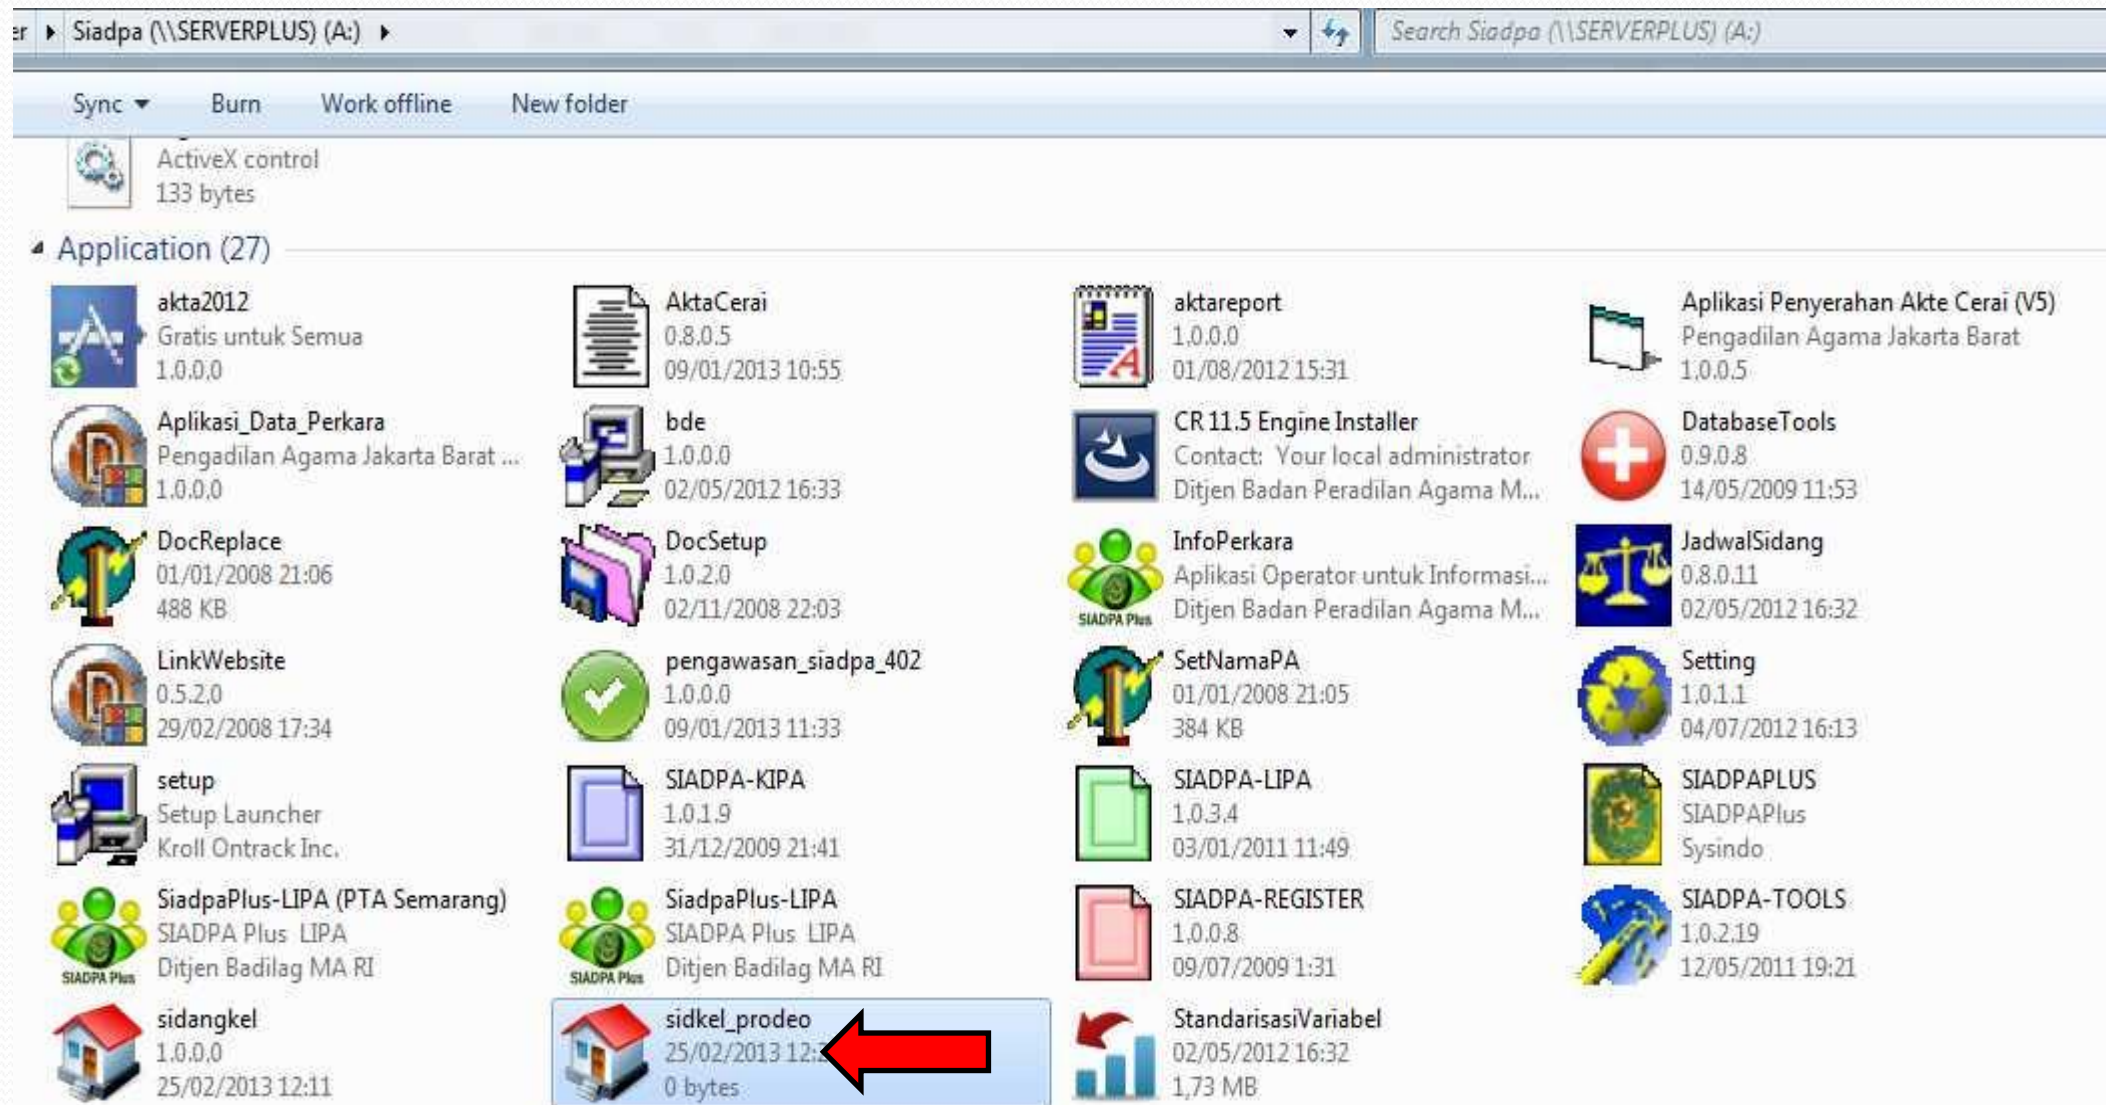 er ▸ Siadpa (\\SERVERPLUS) (A:) ▸
Search Siadpa (\\SERVERPLUS) (A:)
Sync Burn Work offline New folder
ActiveX control
133 bytes
Application (27)
akta2012
Gratis untuk Semua
1.0.0.0
AktaCerai
0.8.0.5
09/01/2013 10:55
aktareport
1.0.0.0
01/08/2012 15:31
Aplikasi Penyerahan Akte Cerai (V5)
Pengadilan Agama Jakarta Barat
1.0.0.5
Aplikasi_Data_Perkara
Pengadilan Agama Jakarta Barat ...
1.0.0.0
bde
1.0.0.0
02/05/2012 16:33
CR 11.5 Engine Installer
Contact: Your local administrator
Ditjen Badan Peradilan Agama M...
DatabaseTools
0.9.0.8
14/05/2009 11:53
DocReplace
01/01/2008 21:06
488 KB
DocSetup
1.0.2.0
02/11/2008 22:03
SIADPA Plus
InfoPerkara
Aplikasi Operator untuk Informasi...
Ditjen Badan Peradilan Agama M...
JadwalSidang
0.8.0.11
02/05/2012 16:32
LinkWebsite
0.5.2.0
29/02/2008 17:34
pengawasan_siadpa_402
1.0.0.0
09/01/2013 11:33
SetNamaPA
01/01/2008 21:05
384 KB
Setting
1.0.1.1
04/07/2012 16:13
setup
Setup Launcher
Kroll Ontrack Inc.
SIADPA-KIPA
1.0.1.9
31/12/2009 21:41
SIADPA-LIPA
1.0.3.4
03/01/2011 11:49
SIADPAPLUS
SIADPAPlus
Sysindo
SIADPA Plus
SiadpaPlus-LIPA (PTA Semarang)
SIADPA Plus LIPA
Ditjen Badilag MA RI
SIADPA Plus
SiadpaPlus-LIPA
SIADPA Plus LIPA
Ditjen Badilag MA RI
SIADPA-REGISTER
1.0.0.8
09/07/2009 1:31
SIADPA-TOOLS
1.0.2.19
12/05/2011 19:21
sidangkel
1.0.0.0
25/02/2013 12:11
sidkel_prodeo
25/02/2013 12:
0 bytes
StandarisasiVariabel
02/05/2012 16:32
1,73 MB